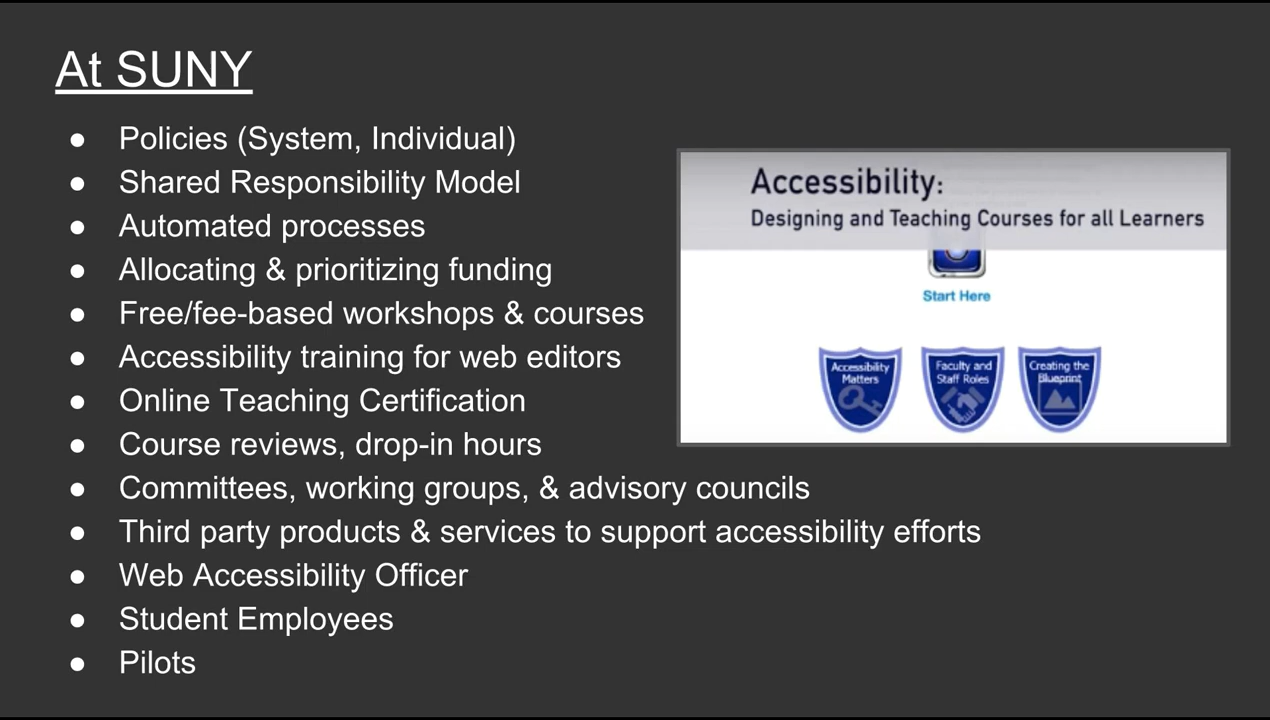 At SUNY
● Policies (System, Individual)
● Shared Responsibility Model
● Automated processes
● Allocating & prioritizing funding
● Free/fee-based workshops & courses
● Accessibility training for web editors
● Online Teaching Certification
● Course reviews, drop-in hours
● Committees, working groups, & advisory councils
● Third party products & services to support accessibility efforts
● Web Accessibility Officer
● Student Employees
● Pilots
Accessibility:
Designing and Teaching Courses for all Learners
Start Here
Accessibility
Matters
Faculty and
Staff Roles
Creating the
Blueprint